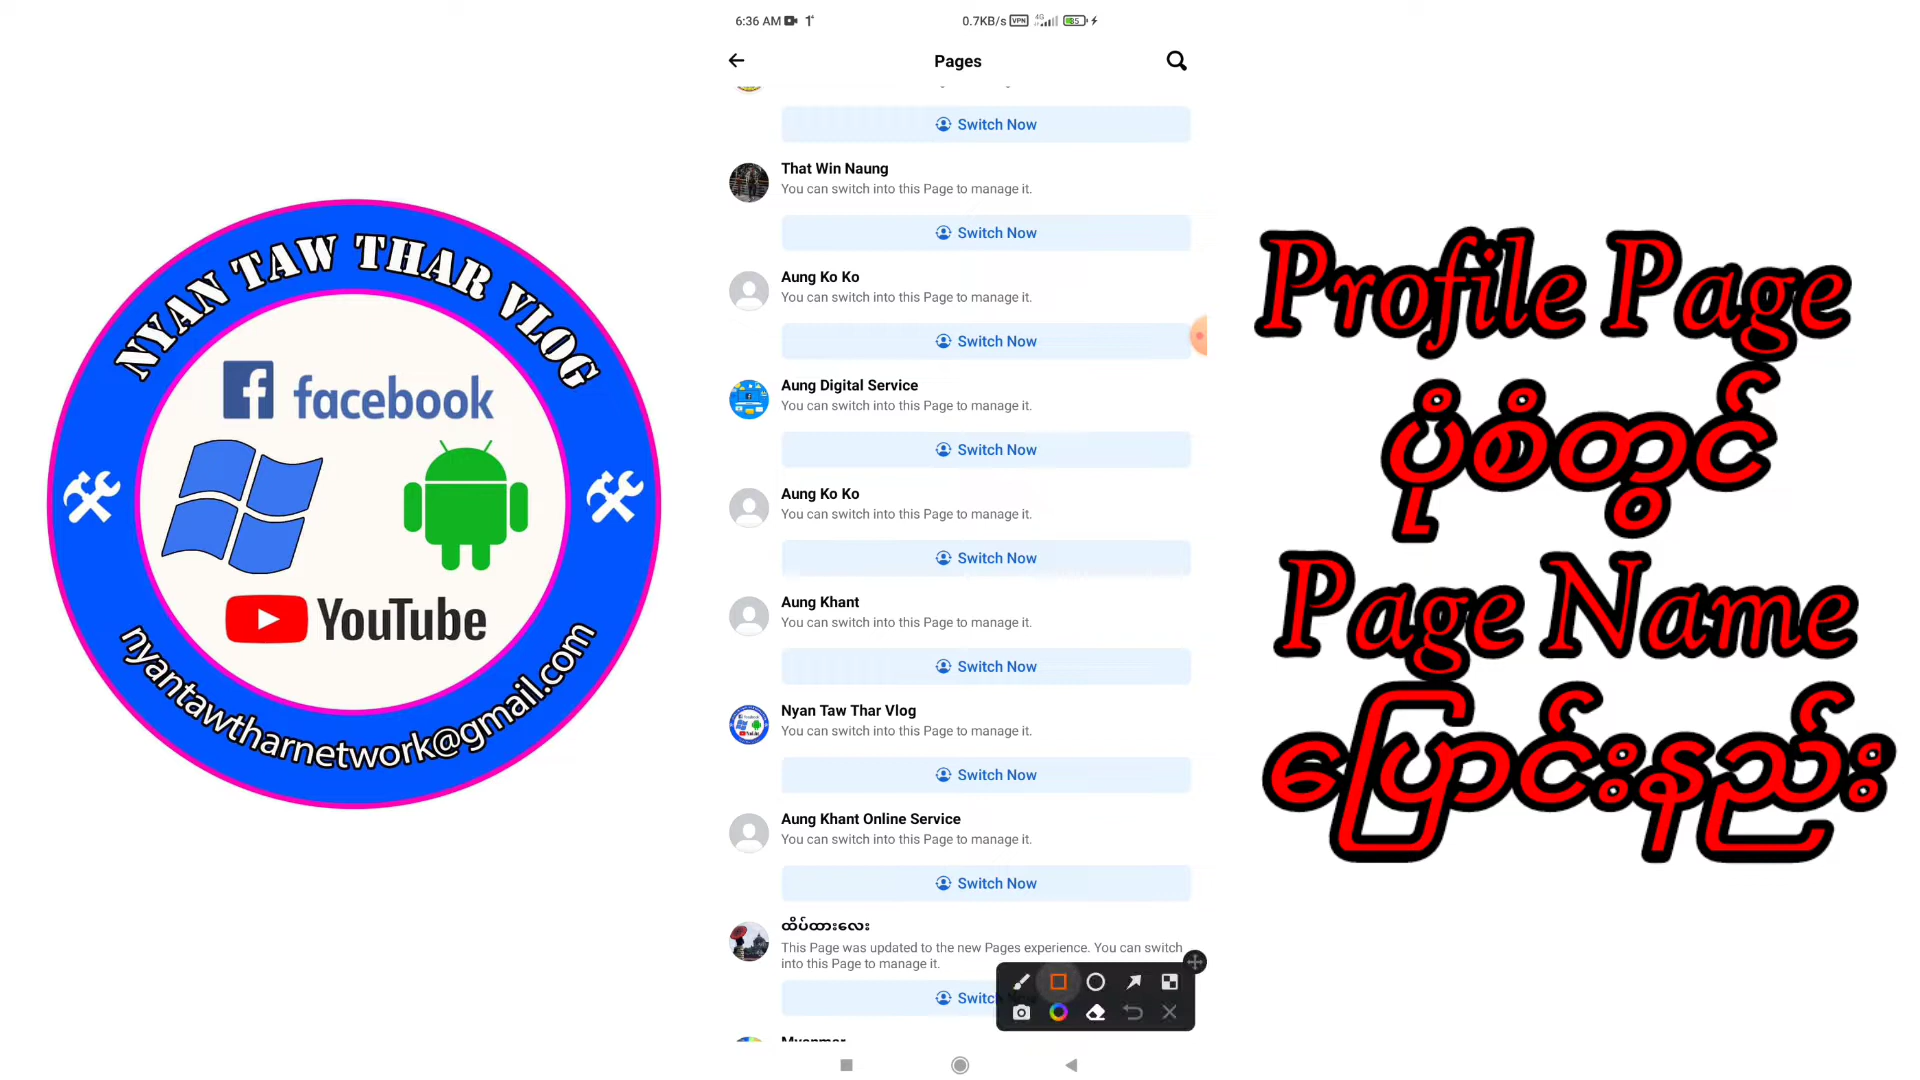 NYAN TAW THAR VLOG
facebook
YouTube
nyantawtharnetwork@gmail.com
6:36 AM
0.7KB/s VPN 4G 85
Pages
Switch Now
That Win Naung
You can switch into this Page to manage it.
Switch Now
Aung Ko Ko
You can switch into this Page to manage it.
Switch Now
Aung Digital Service
You can switch into this Page to manage it.
Switch Now
Aung Ko Ko
You can switch into this Page to manage it.
Switch Now
Aung Khant
You can switch into this Page to manage it.
Switch Now
Nyan Taw Thar Vlog
You can switch into this Page to manage it.
Switch Now
Aung Khant Online Service
You can switch into this Page to manage it.
Switch Now
ထိပ်ထားလေး
This Page was updated to the new Pages experience. You can switch
into this Page to manage it.
Switch
Myanmar
Profile Page
ပုံစံတွင်
Page Name
ပြောင်းနည်း